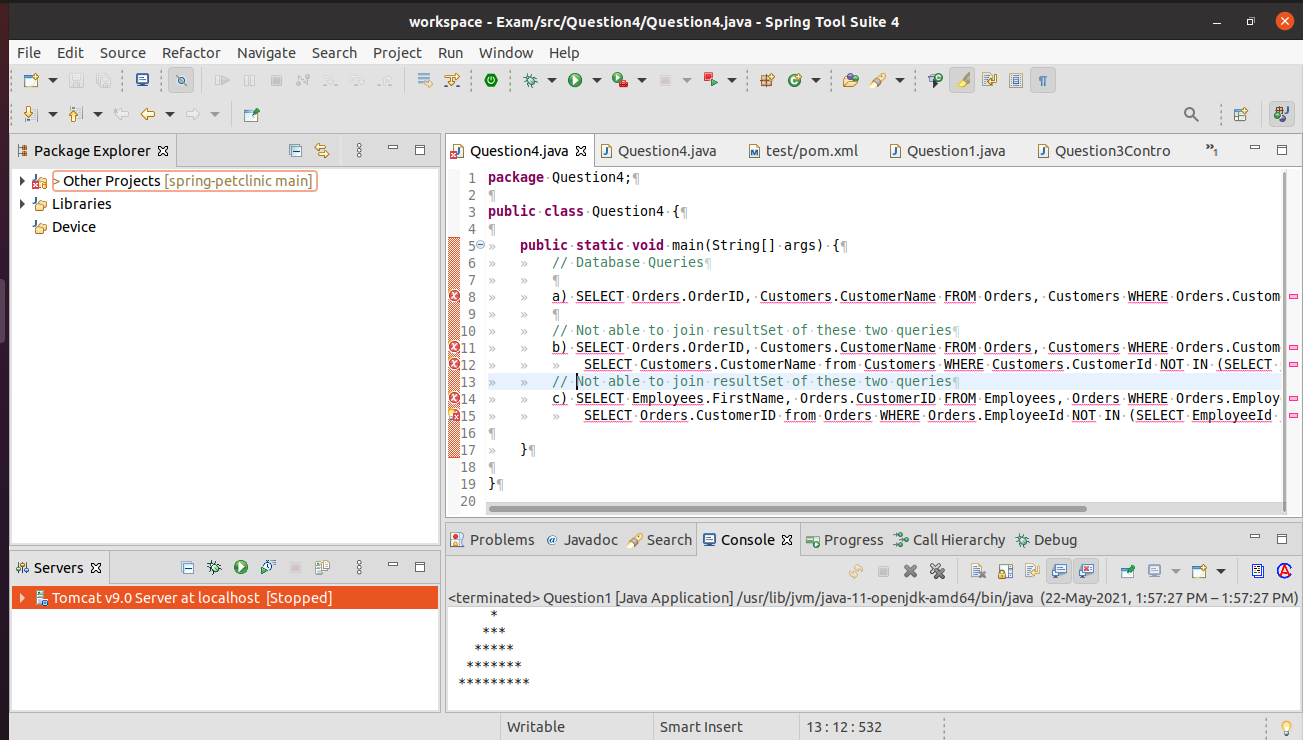 workspace - Exam/src/Question4/Question4.java - Spring Tool Suite 4
File Edit Source Refactor Navigate Search Project Run Window Help
Package Explorer
> Other Projects [spring-petclinic main]
Libraries
Device
Question4.java Question4.java test/pom.xml Question1.java Question3Contro »1
1 package·Question4;¶
2 ¶
3 public·class·Question4·{¶
4 ¶
5 » public·static·void·main(String[]·args)·{¶
6 » » //·Database·Queries¶
7 » » ¶
8 » » a)·SELECT·Orders.OrderID,·Customers.CustomerName·FROM·Orders,·Customers·WHERE·Orders.Custom
9 » » ¶
10 » » //·Not·able·to·join·resultSet·of·these·two·queries¶
11 » » b)·SELECT·Orders.OrderID,·Customers.CustomerName·FROM·Orders,·Customers·WHERE·Orders.Custom
12 » » » SELECT·Customers.CustomerName·from·Customers·WHERE·Customers.CustomerId·NOT·IN·(SELECT·
13 » » //·Not·able·to·join·resultSet·of·these·two·queries¶
14 » » c)·SELECT·Employees.FirstName,·Orders.CustomerID·FROM·Employees,·Orders·WHERE·Orders.Employ
15 » » » SELECT·Orders.CustomerID·from·Orders·WHERE·Orders.EmployeeId·NOT·IN·(SELECT·EmployeeId·
16 ¶
17 » }¶
18 ¶
19 }¶
20
Problems @ Javadoc Search Console Progress Call Hierarchy Debug
Servers
Tomcat v9.0 Server at localhost [Stopped]
<terminated> Question1 [Java Application] /usr/lib/jvm/java-11-openjdk-amd64/bin/java (22-May-2021, 1:57:27 PM – 1:57:27 PM)
*
***
*****
*******
*********
Writable Smart Insert 13 : 12 : 532